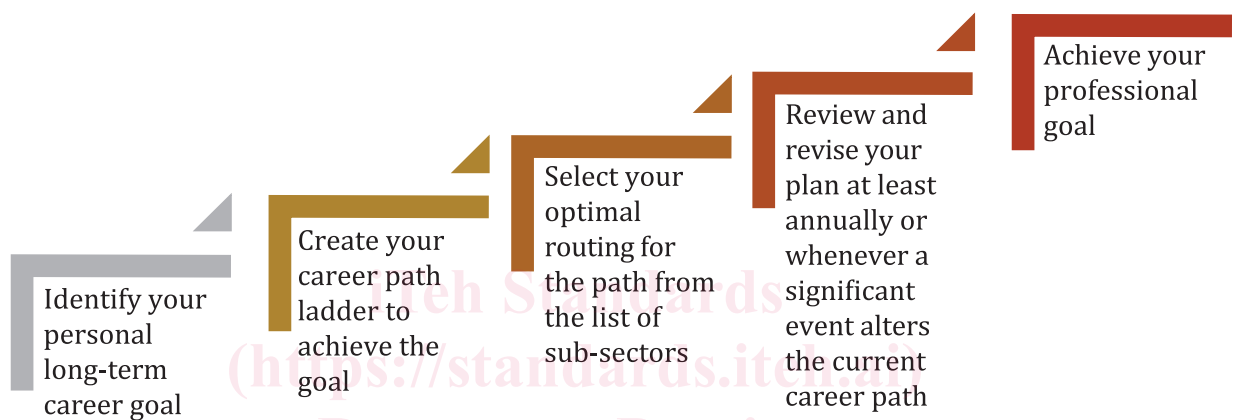 Identify your
personal
long-term
career goal
Create your
career path
ladder to
achieve the
goal
Select your
optimal
routing for
the path from
the list of
sub-sectors
Review and
revise your
plan at least
annually or
whenever a
significant
event alters
the current
career path
Achieve your
professional
goal
iTeh Standards
(https://standards.iteh.ai)